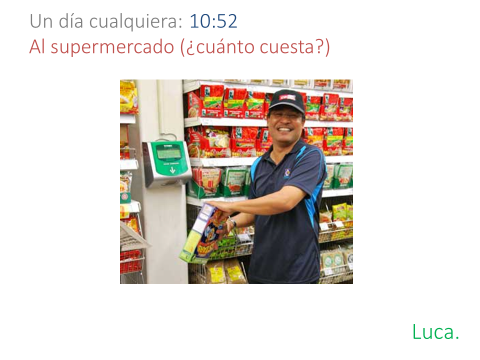 Un día cualquiera: 10:52
Al supermercado (¿cuánto cuesta?)
Luca.